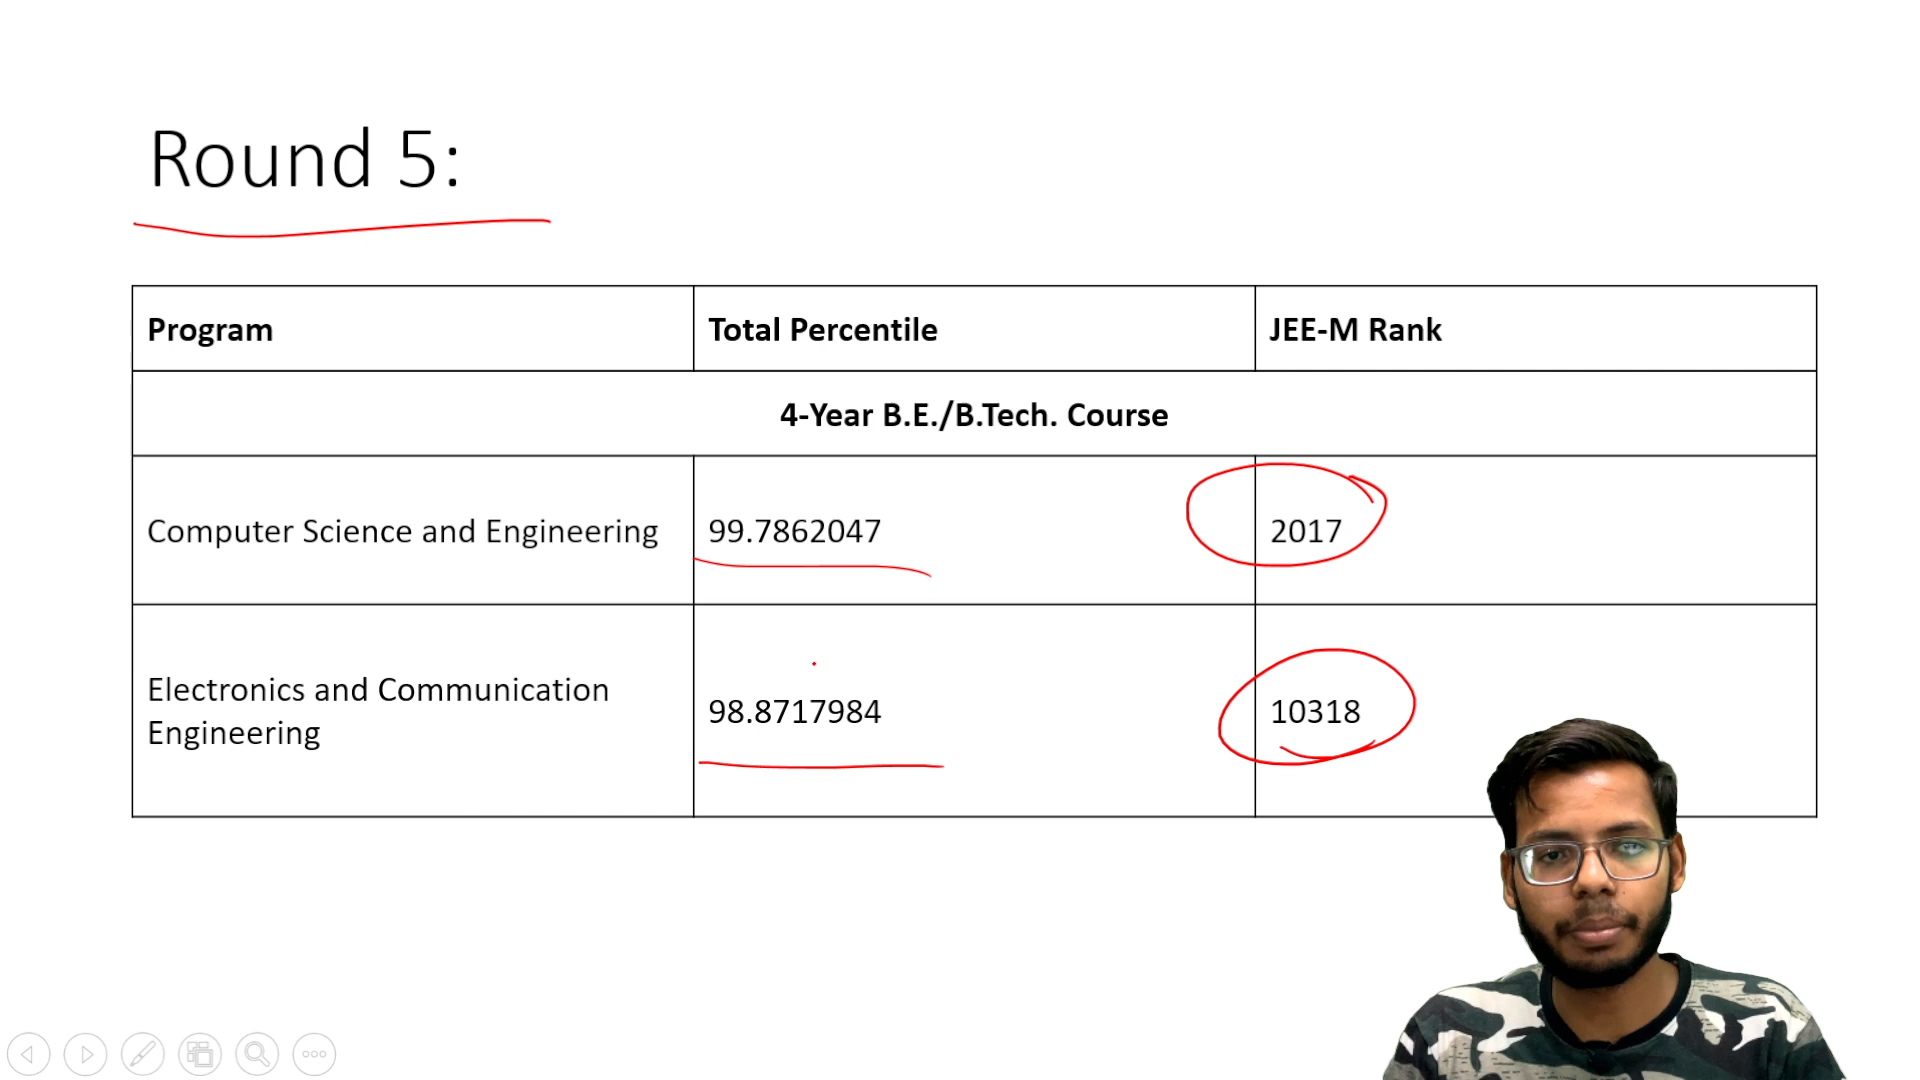 Round 5:
Program Total Percentile JEE-M Rank
4-Year B.E./B.Tech. Course
Computer Science and Engineering 99.7862047 2017
Electronics and Communication
Engineering 98.8717984 10318